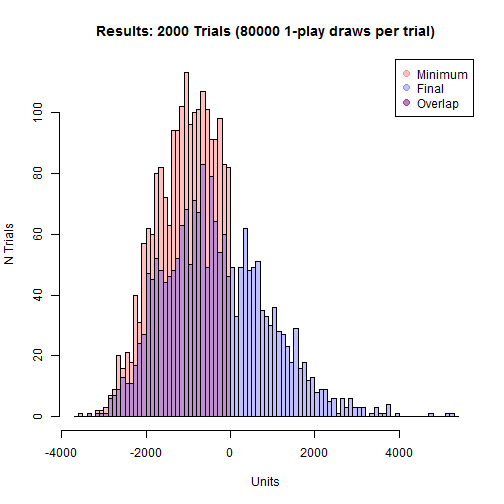 Results: 2000 Trials (80000 1-play draws per trial)
Minimum
Final
Overlap
N Trials
100
80
60
40
20
0
-4000 -2000 0 2000 4000
Units